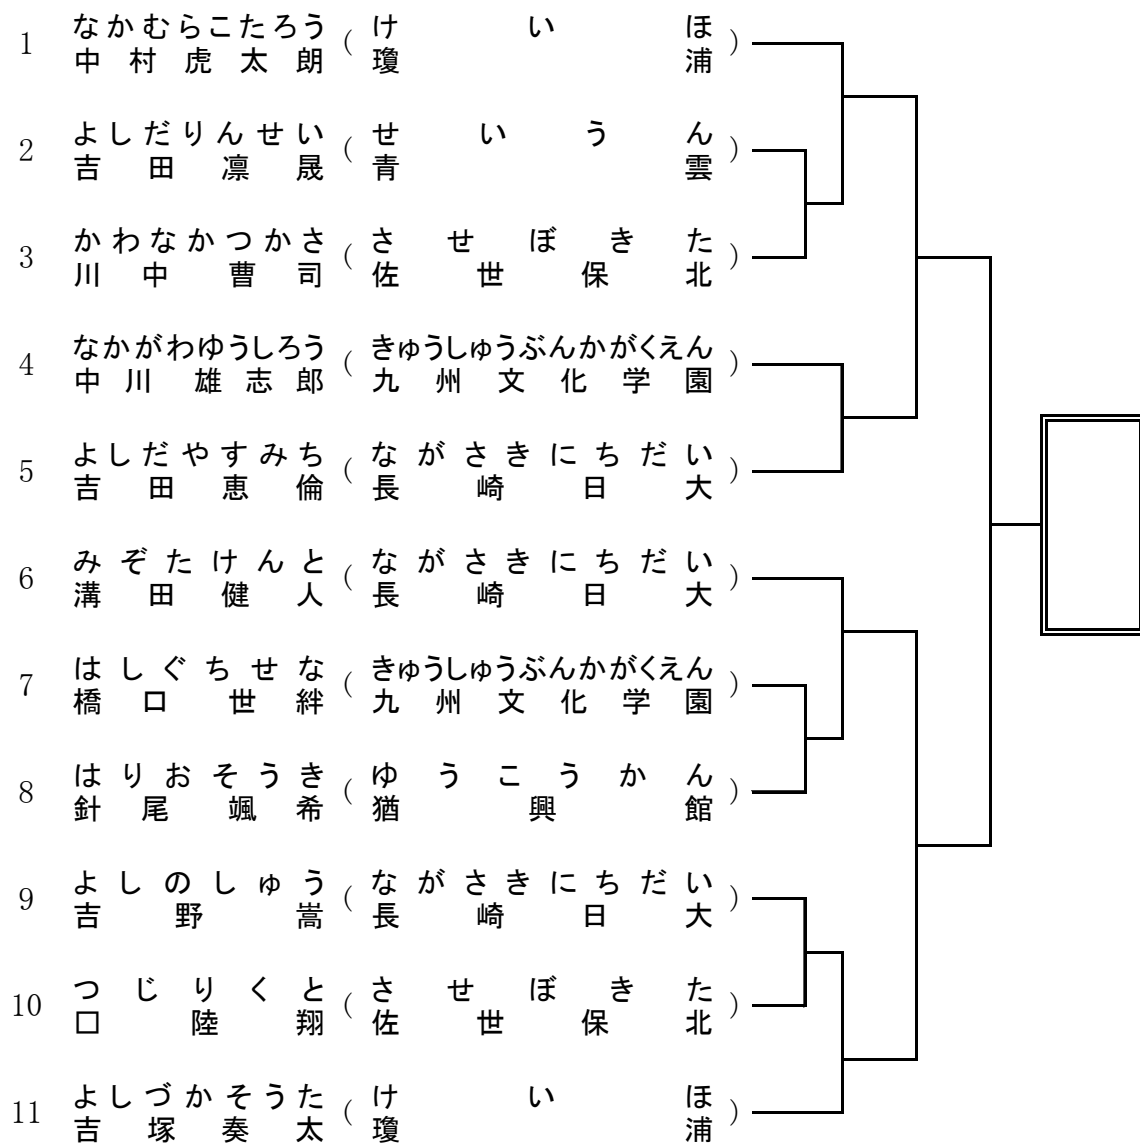 なかむらこたろう ( けいほ
1 中村虎太朗 瓊浦 )
よしだりんせい ( せいうん
2 吉田凛晟 青雲 )
かわなかつかさ ( させぼきた
3 川中曹司 佐世保北 )
なかがわゆうしろう ( きゅうしゅうぶんかがくえん
4 中川雄志郎 九州文化学園 )
よしだやすみち ( ながさきにちだい
5 吉田恵倫 長崎日大 )
みぞたけんと ( ながさきにちだい
6 溝田健人 長崎日大 )
はしぐちせな ( きゅうしゅうぶんかがくえん
7 橋口世絆 九州文化学園 )
はりおそうき ( ゆうこうかん
8 針尾颯希 猶興館 )
よしのしゅう ( ながさきにちだい
9 吉野嵩 長崎日大 )
つじりくと ( させぼきた
10 □陸翔 佐世保北 )
よしづかそうた ( けいほ
11 吉塚奏太 瓊浦 )